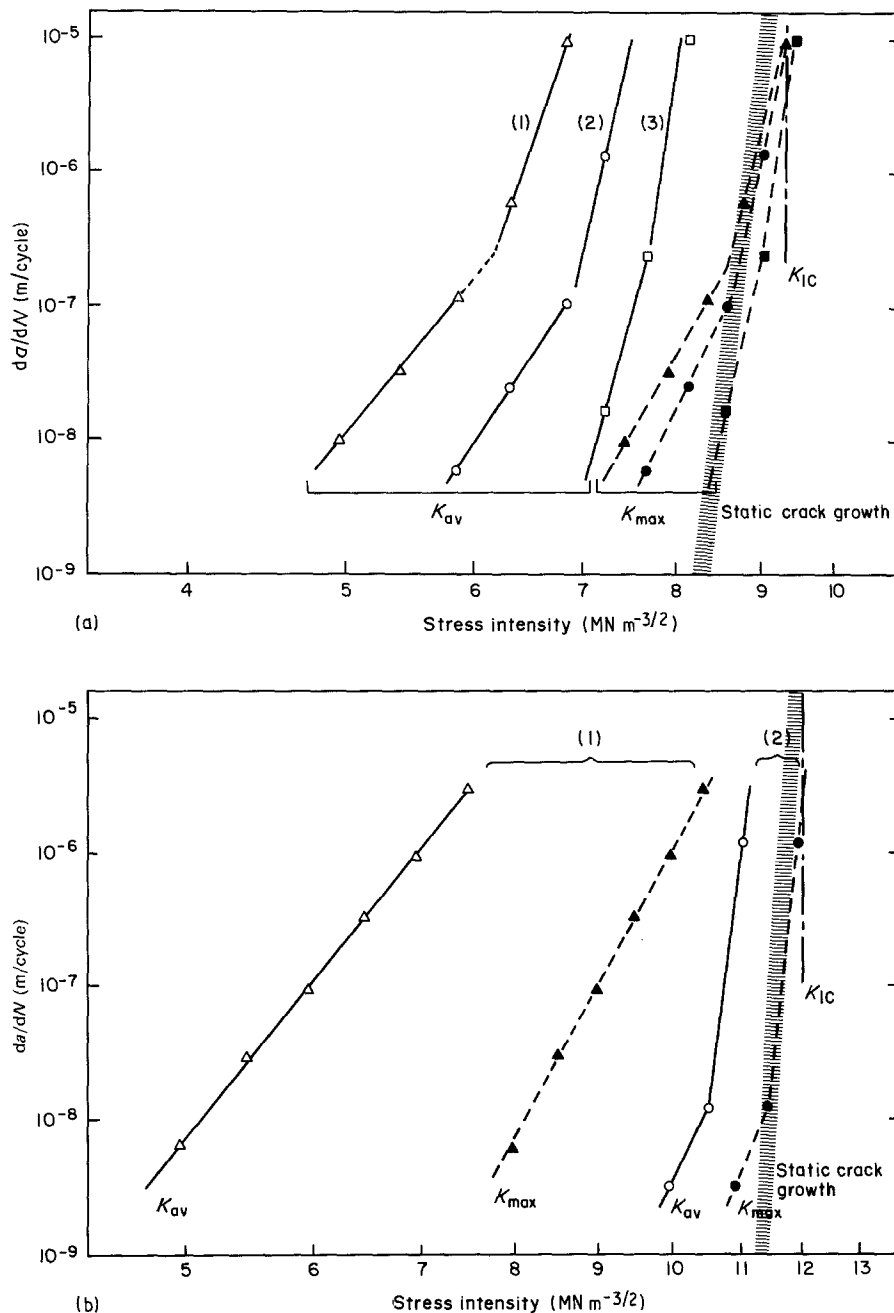 10⁻⁵
(1)
(2)
(3)
10⁻⁶
da/dN (m/cycle)
10⁻⁷
K_IC
10⁻⁸
K_av
K_max
Static crack growth
10⁻⁹
4 5 6 7 8 9 10
(a)
Stress intensity (MN m⁻³/²)
10⁻⁵
(1)
(2)
10⁻⁶
da/dN (m/cycle)
10⁻⁷
K_IC
10⁻⁸
Static crack
growth
K_av
K_max
K_av
K_max
10⁻⁹
5 6 7 8 9 10 11 12 13
(b)
Stress intensity (MN m⁻³/²)